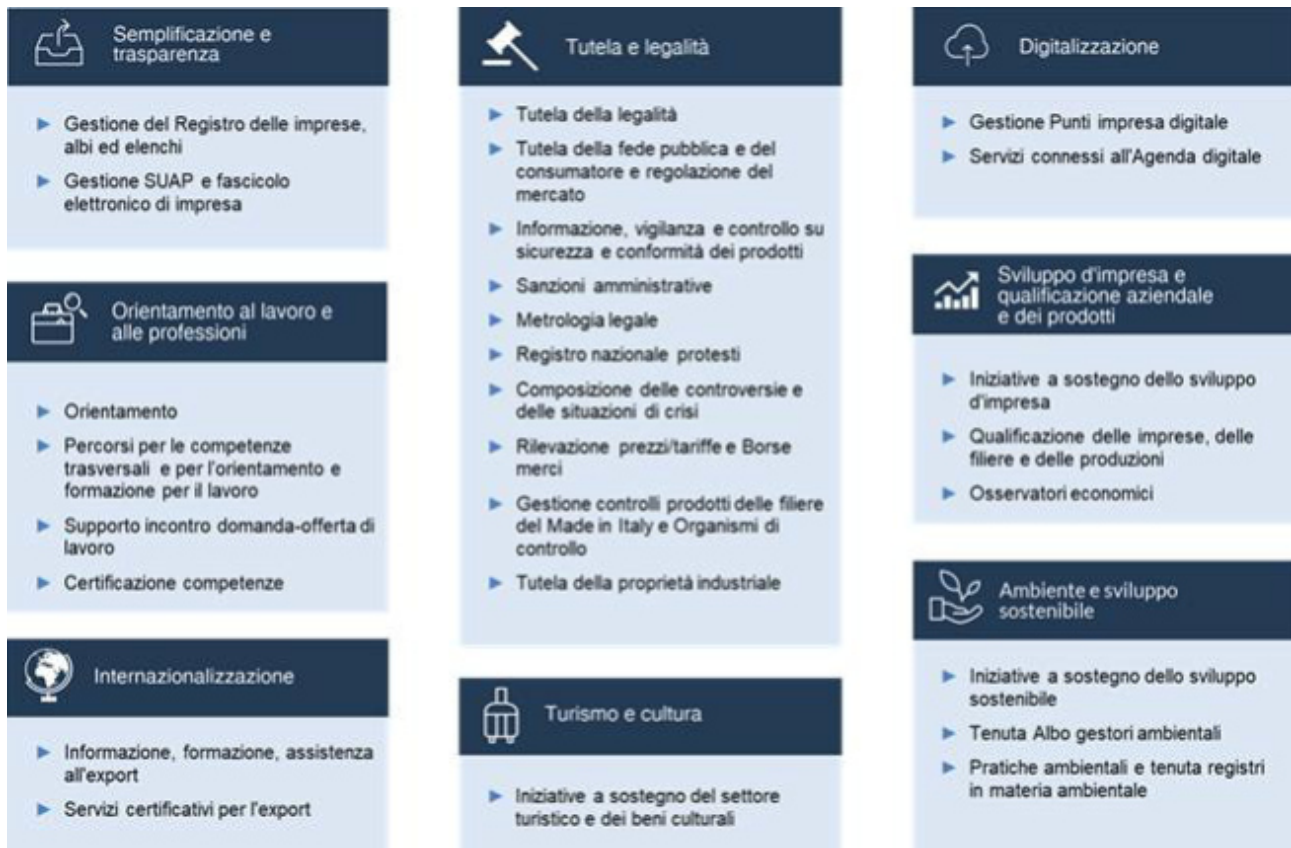 Semplificazione e
trasparenza
Gestione del Registro delle imprese,
albi ed elenchi
Gestione SUAP e fascicolo
elettronico di impresa
Orientamento al lavoro e
alle professioni
Orientamento
Percorsi per le competenze
trasversali e per l'orientamento e
formazione per il lavoro
Supporto incontro domanda-offerta di
lavoro
Certificazione competenze
Internazionalizzazione
Informazione, formazione, assistenza
all'export
Servizi certificativi per l'export
Tutela e legalità
Tutela della legalità
Tutela della fede pubblica e del
consumatore e regolazione del
mercato
Informazione, vigilanza e controllo su
sicurezza e conformità dei prodotti
Sanzioni amministrative
Metrologia legale
Registro nazionale protesti
Composizione delle controversie e
delle situazioni di crisi
Rilevazione prezzi/tariffe e Borse
merci
Gestione controlli prodotti delle filiere
del Made in Italy e Organismi di
controllo
Tutela della proprietà industriale
Turismo e cultura
Iniziative a sostegno del settore
turistico e dei beni culturali
Digitalizzazione
Gestione Punti impresa digitale
Servizi connessi all'Agenda digitale
Sviluppo d'impresa e
qualificazione aziendale
e dei prodotti
Iniziative a sostegno dello sviluppo
d'impresa
Qualificazione delle imprese, delle
filiere e delle produzioni
Osservatori economici
Ambiente e sviluppo
sostenibile
Iniziative a sostegno dello sviluppo
sostenibile
Tenuta Albo gestori ambientali
Pratiche ambientali e tenuta registri
in materia ambientale